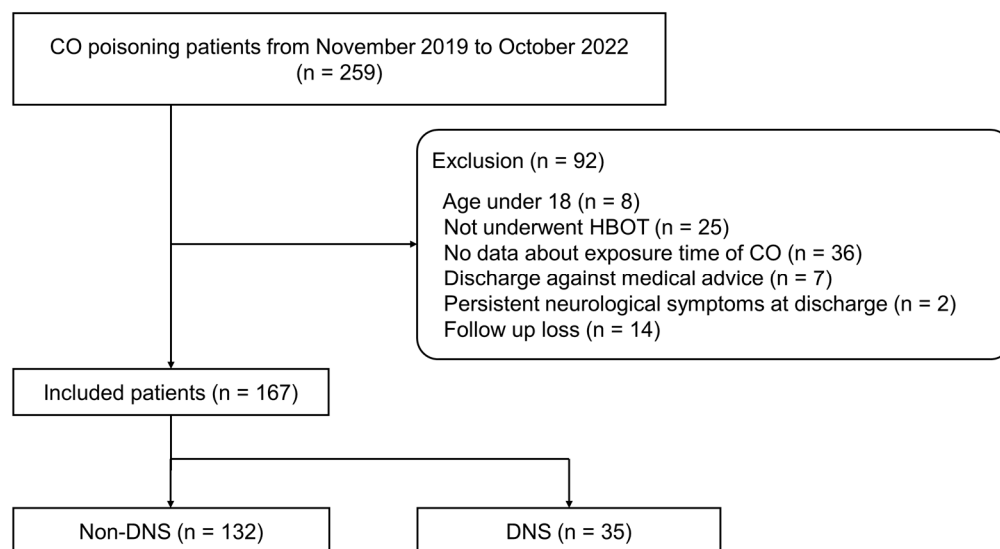 CO poisoning patients from November 2019 to October 2022
(n = 259)
Exclusion (n = 92)
Age under 18 (n = 8)
Not underwent HBOT (n = 25)
No data about exposure time of CO (n = 36)
Discharge against medical advice (n = 7)
Persistent neurological symptoms at discharge (n = 2)
Follow up loss (n = 14)
Included patients (n = 167)
Non-DNS (n = 132)
DNS (n = 35)